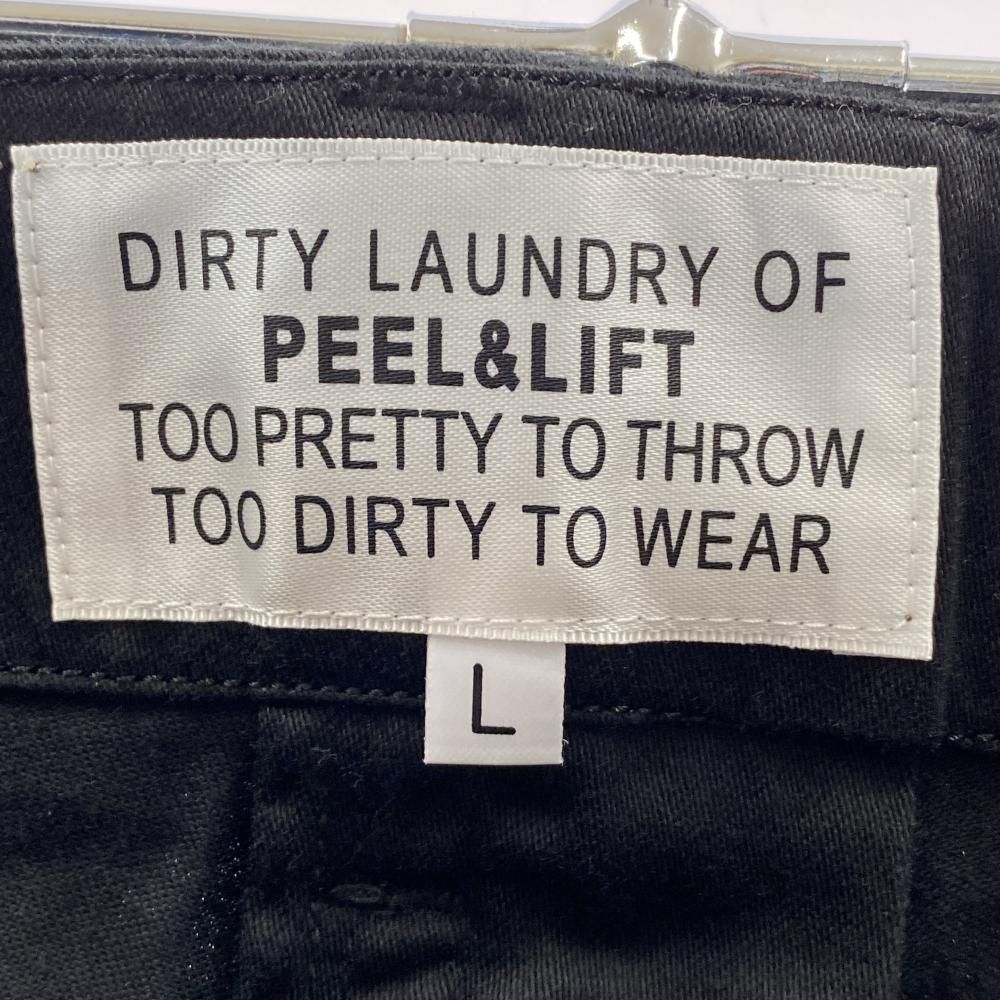 DIRTY LAUNDRY OF
PEEL&LIFT
TOO PRETTY TO THROW
TOO DIRTY TO WEAR
L